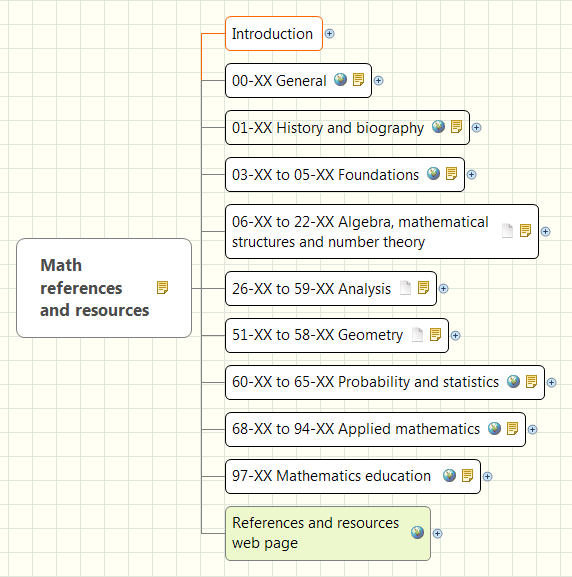 Introduction
00-XX General
01-XX History and biography
03-XX to 05-XX Foundations
06-XX to 22-XX Algebra, mathematical
structures and number theory
Math
references
and resources
26-XX to 59-XX Analysis
51-XX to 58-XX Geometry
60-XX to 65-XX Probability and statistics
68-XX to 94-XX Applied mathematics
97-XX Mathematics education
References and resources
web page